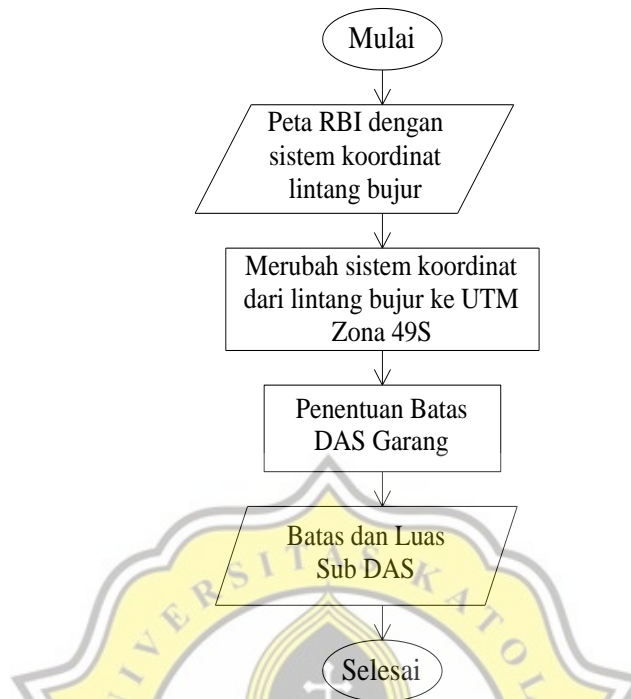 Mulai
Peta RBI dengan
sistem koordinat
lintang bujur
Merubah sistem koordinat
dari lintang bujur ke UTM
Zona 49S
Penentuan Batas
DAS Garang
Batas dan Luas
Sub DAS
Selesai